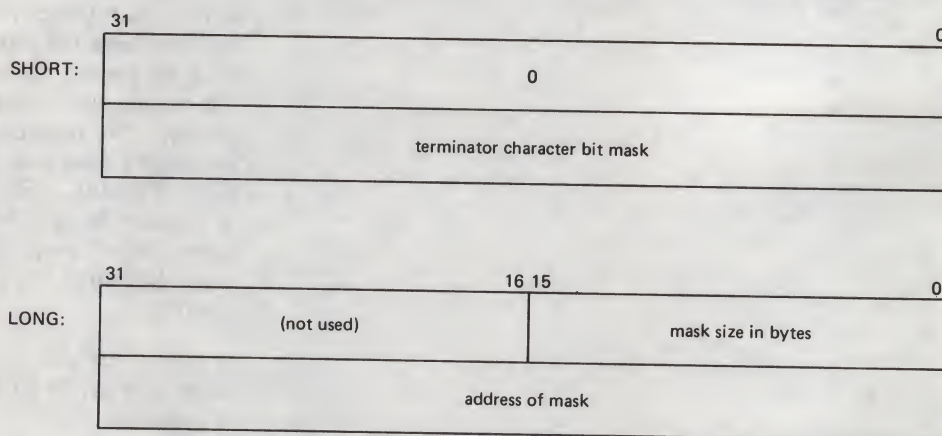 31 0
SHORT: 0
terminator character bit mask
31 16 15 0
LONG: (not used) mask size in bytes
address of mask